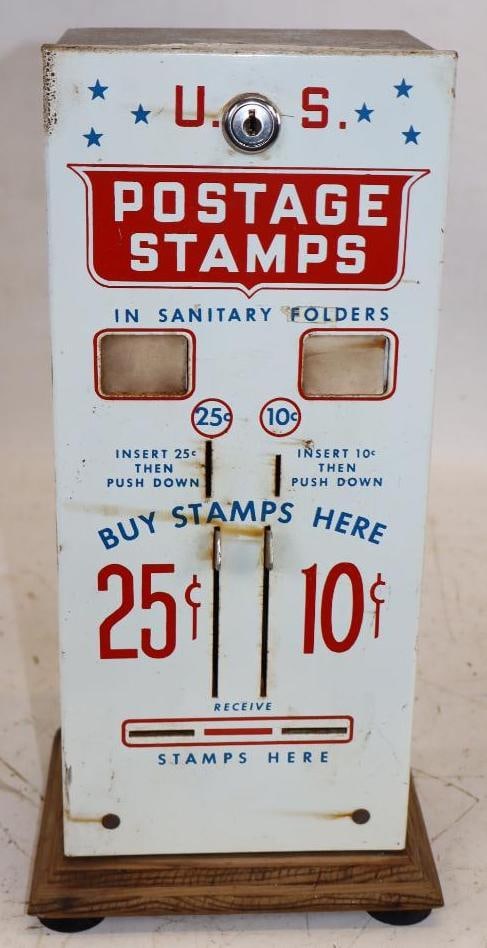 U. S.
POSTAGE
STAMPS
IN SANITARY FOLDERS
25¢ 10¢
INSERT 25¢
THEN
PUSH DOWN
INSERT 10¢
THEN
PUSH DOWN
BUY STAMPS HERE
25¢ 10¢
RECEIVE
STAMPS HERE